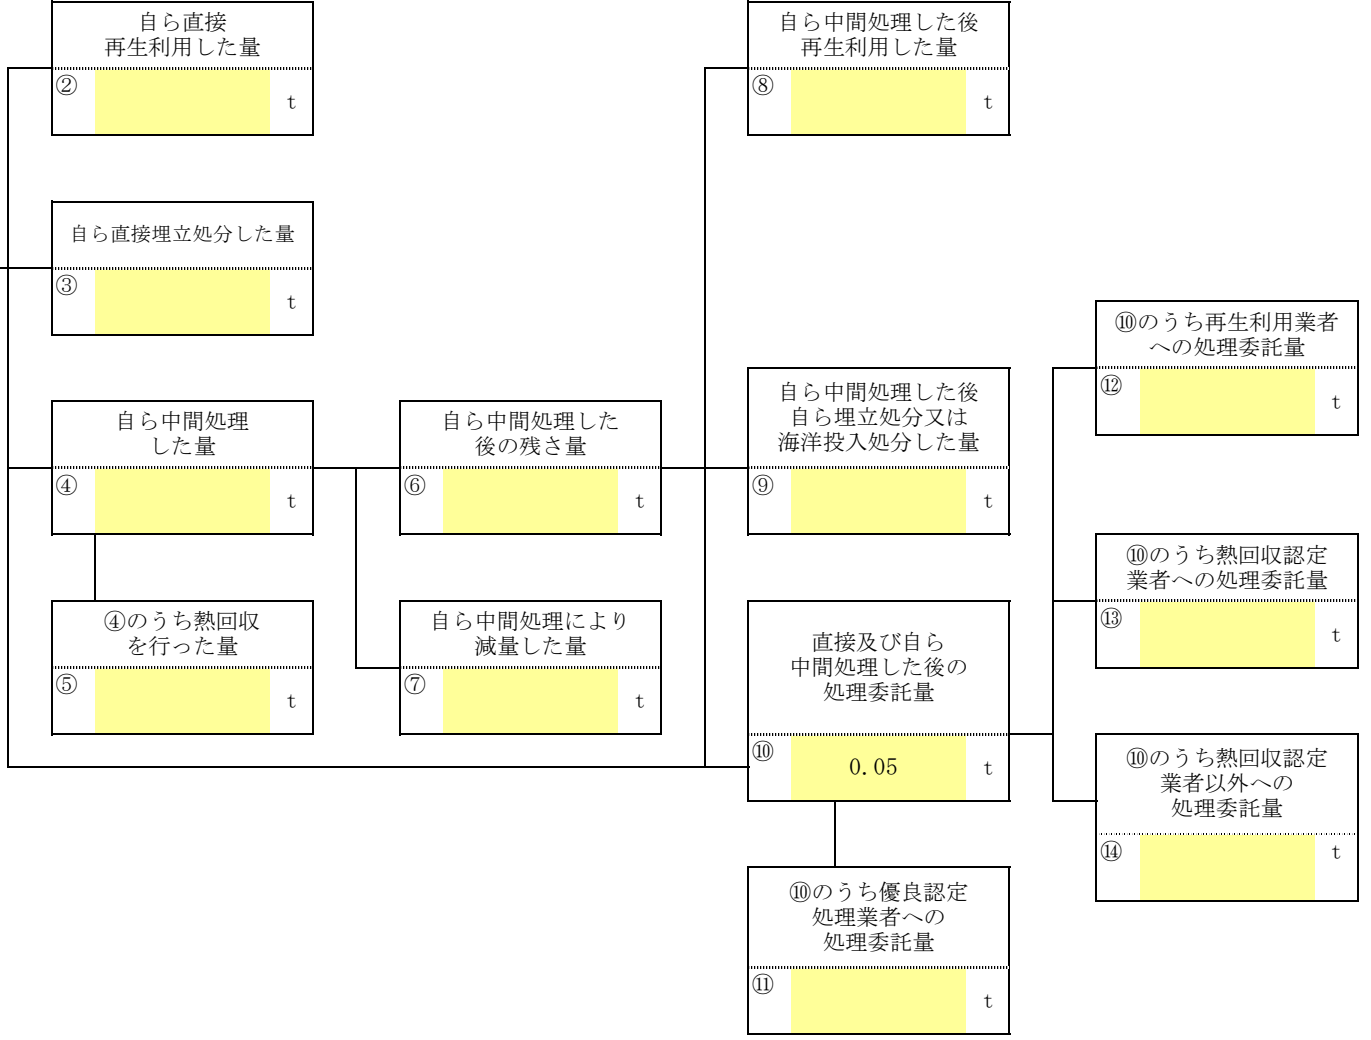 自ら直接
再生利用した量
②
t
自ら中間処理した後
再生利用した量
⑧
t
自ら直接埋立処分した量
③
t
⑩のうち再生利用業者
への処理委託量
⑫
t
自ら中間処理
した量
④
t
自ら中間処理した
後の残さ量
⑥
t
自ら中間処理した後
自ら埋立処分又は
海洋投入処分した量
⑨
t
⑩のうち熱回収認定
業者への処理委託量
⑬
t
④のうち熱回収
を行った量
⑤
t
自ら中間処理により
減量した量
⑦
t
直接及び自ら
中間処理した後の
処理委託量
⑩
0.05
t
⑩のうち熱回収認定
業者以外への
処理委託量
⑭
t
⑩のうち優良認定
処理業者への
処理委託量
⑪
t